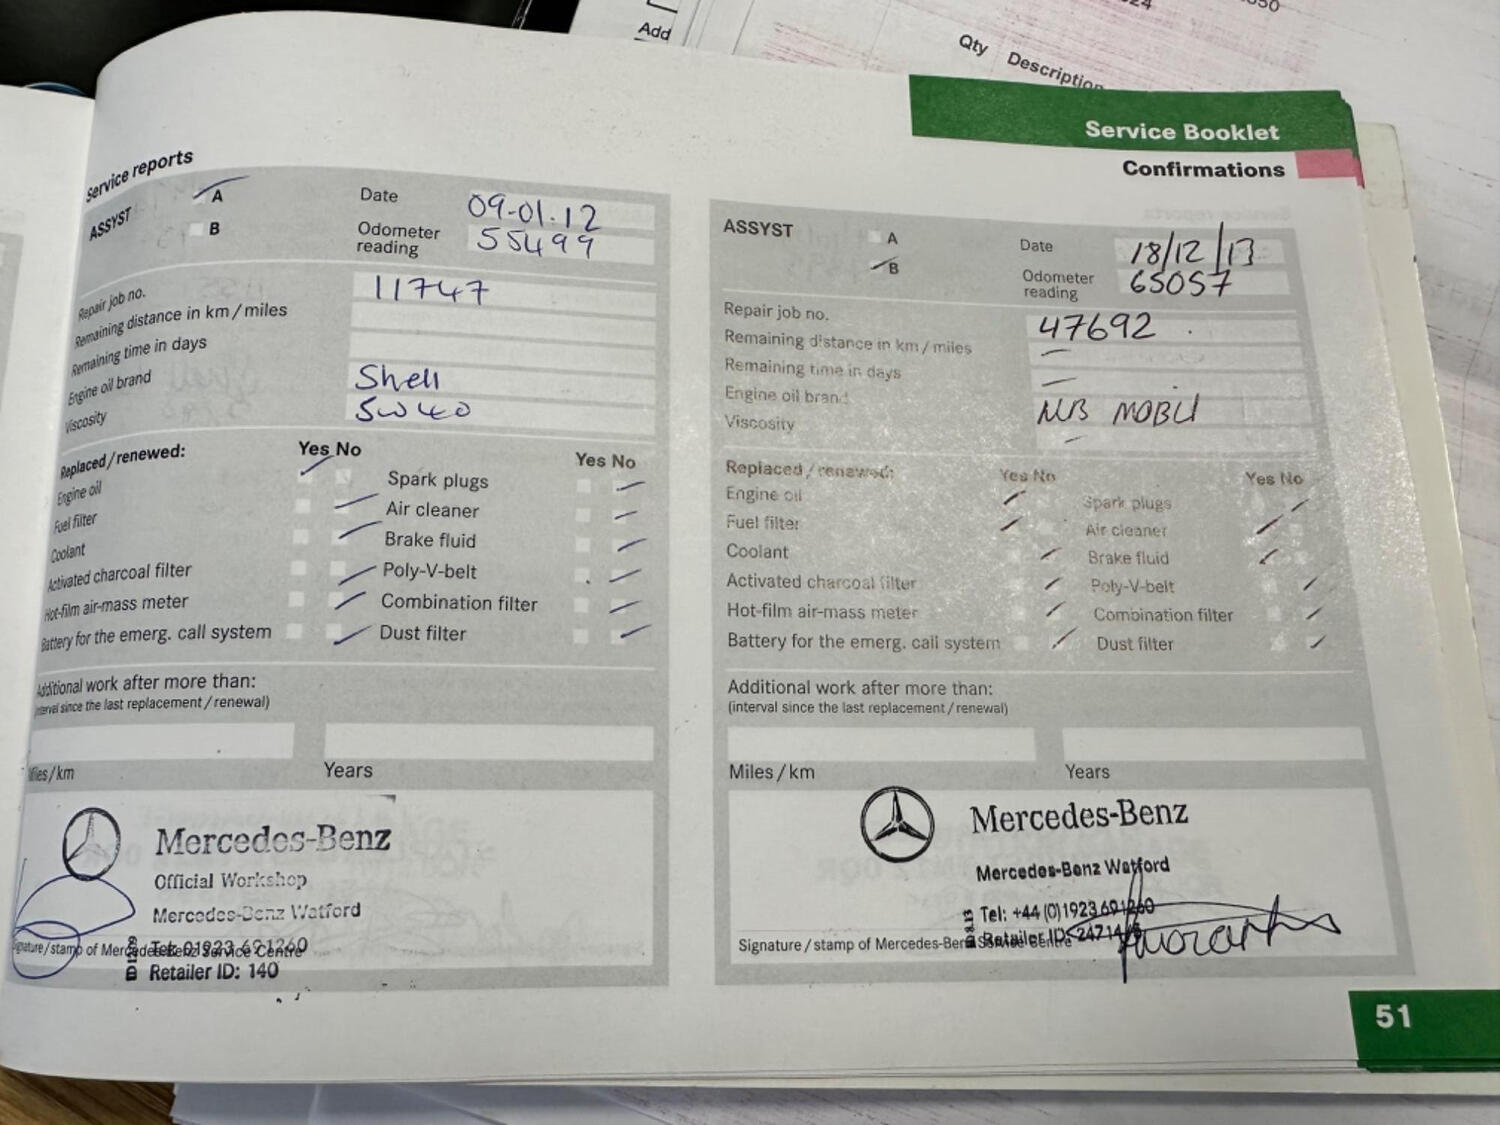 Add
Qty Description
Service Booklet
Confirmations
Service reports
ASSYST
A
B
Date 09-01.12
Odometer reading 55499
Repair job no. 11747
Remaining distance in km / miles
Remaining time in days
Engine oil brand Shell
Viscosity 5w40
Replaced / renewed: Yes No Yes No
Engine oil Spark plugs
Fuel filter Air cleaner
Coolant Brake fluid
Activated charcoal filter Poly-V-belt
Hot-film air-mass meter Combination filter
Battery for the emerg. call system Dust filter
Additional work after more than:
(interval since the last replacement / renewal)
Miles / km Years
Mercedes-Benz
Official Workshop
Mercedes-Benz Watford
Tel: 01923 691260
Signature / stamp of Mercedes-Benz Service Centre
Retailer ID: 140
ASSYST
A
B
Date 18/12/13
Odometer reading 65057
Repair job no. 47692
Remaining distance in km / miles –
Remaining time in days –
Engine oil brand MB MOBIL
Viscosity –
Replaced / renewed: Yes No Yes No
Engine oil Spark plugs
Fuel filter Air cleaner
Coolant Brake fluid
Activated charcoal filter Poly-V-belt
Hot-film air-mass meter Combination filter
Battery for the emerg. call system Dust filter
Additional work after more than:
(interval since the last replacement / renewal)
Miles / km Years
Mercedes-Benz
Mercedes-Benz Watford
Tel: +44 (0)1923 691260
Retailer ID:
Signature / stamp of Mercedes-Benz Service Centre
51